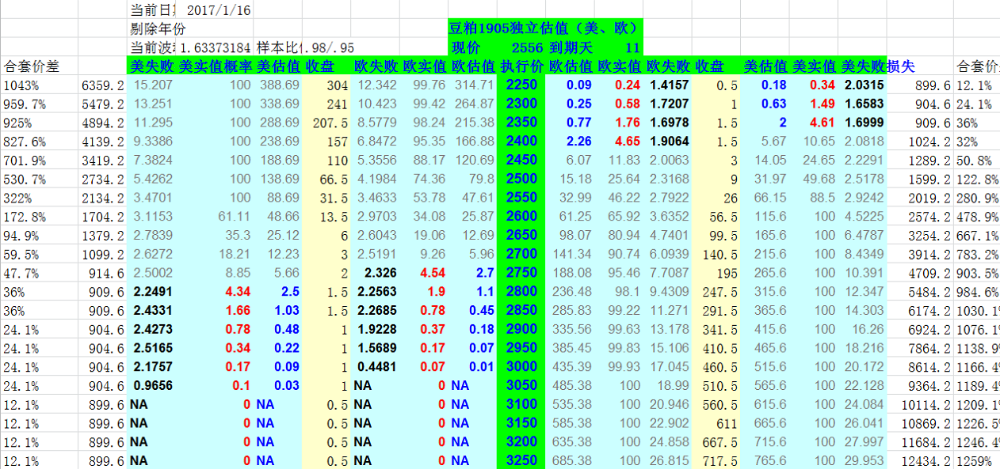 当前日 2017/1/16
剔除年份 豆粕1905独立估值（美、欧）
当前波 1.63373184 样本比 .98/.95 现价 2556 到期天 11
合套价差 美失败 美实值概率 美估值 收盘 欧失败 欧实值 欧估值 执行价 欧估值 欧实值 欧失败 收盘 美估值 美实值 美失败 损失 合套价
1043% 6359.2 15.207 100 388.69 304 12.342 99.76 314.71 2250 0.09 0.24 1.4157 0.5 0.18 0.34 2.0315 899.6 12.1%
959.7% 5479.2 13.251 100 338.69 241 10.423 99.42 264.87 2300 0.25 0.58 1.7207 1 0.63 1.49 1.6583 904.6 24.1%
925% 4894.2 11.295 100 288.69 207.5 8.5779 98.24 215.38 2350 0.77 1.76 1.6978 1.5 2 4.61 1.6999 909.6 36%
827.6% 4139.2 9.3386 100 238.69 157 6.8472 95.35 166.88 2400 2.26 4.65 1.9064 1.5 5.67 10.65 2.0818 1024.2 32%
701.9% 3419.2 7.3824 100 188.69 110 5.3556 88.17 120.69 2450 6.07 11.83 2.0063 3 14.05 24.65 2.2291 1289.2 50.8%
530.7% 2734.2 5.4262 100 138.69 66.5 4.1984 74.36 79.8 2500 15.18 25.64 2.3168 9 31.97 49.68 2.5178 1599.2 122.8%
322% 2134.2 3.4701 100 88.69 31.5 3.4633 53.78 47.61 2550 32.99 46.22 2.7922 26 66.15 88.5 2.9242 2019.2 280.9%
172.8% 1704.2 3.1153 61.11 48.66 13.5 2.9703 34.08 25.87 2600 61.25 65.92 3.6352 56.5 115.6 100 4.5225 2574.2 478.9%
94.9% 1379.2 2.7839 35.3 25.12 6 2.6043 19.06 12.69 2650 98.07 80.94 4.7401 99.5 165.6 100 6.4787 3254.2 667.1%
59.5% 1099.2 2.6272 18.21 12.23 3 2.5191 9.26 5.96 2700 141.34 90.74 6.0939 140.5 215.6 100 8.4349 3914.2 783.2%
47.7% 914.6 2.5002 8.85 5.66 2 2.326 4.54 2.7 2750 188.08 95.46 7.7087 195 265.6 100 10.391 4709.2 903.5%
36% 909.6 2.2491 4.34 2.5 1.5 2.2563 1.9 1.1 2800 236.48 98.1 9.4309 247.5 315.6 100 12.347 5484.2 984.6%
36% 909.6 2.4331 1.66 1.03 1.5 2.2685 0.78 0.45 2850 285.83 99.22 11.271 291.5 365.6 100 14.303 6174.2 1030.1
24.1% 904.6 2.4273 0.78 0.48 1 1.9228 0.37 0.18 2900 335.56 99.63 13.178 341.5 415.6 100 16.26 6924.2 1076.1
24.1% 904.6 2.5165 0.34 0.22 1 1.5689 0.17 0.07 2950 385.45 99.83 15.106 410.5 465.6 100 18.216 7864.2 1138.9
24.1% 904.6 2.1757 0.17 0.09 1 0.4481 0.07 0.01 3000 435.39 99.93 17.045 460.5 515.6 100 20.172 8614.2 1166.4
24.1% 904.6 0.9656 0.1 0.03 1 NA 0 NA 3050 485.38 100 18.99 510.5 565.6 100 22.128 9364.2 1189.4
12.1% 899.6 NA 0 NA 0.5 NA 0 NA 3100 535.38 100 20.946 560.5 615.6 100 24.084 10114.2 1209.1
12.1% 899.6 NA 0 NA 0.5 NA 0 NA 3150 585.38 100 22.902 611 665.6 100 26.041 10869.2 1226.5
12.1% 899.6 NA 0 NA 0.5 NA 0 NA 3200 635.38 100 24.858 667.5 715.6 100 27.997 11684.2 1246.4
12.1% 899.6 NA 0 NA 0.5 NA 0 NA 3250 685.38 100 26.815 717.5 765.6 100 29.953 12434.2 1259%